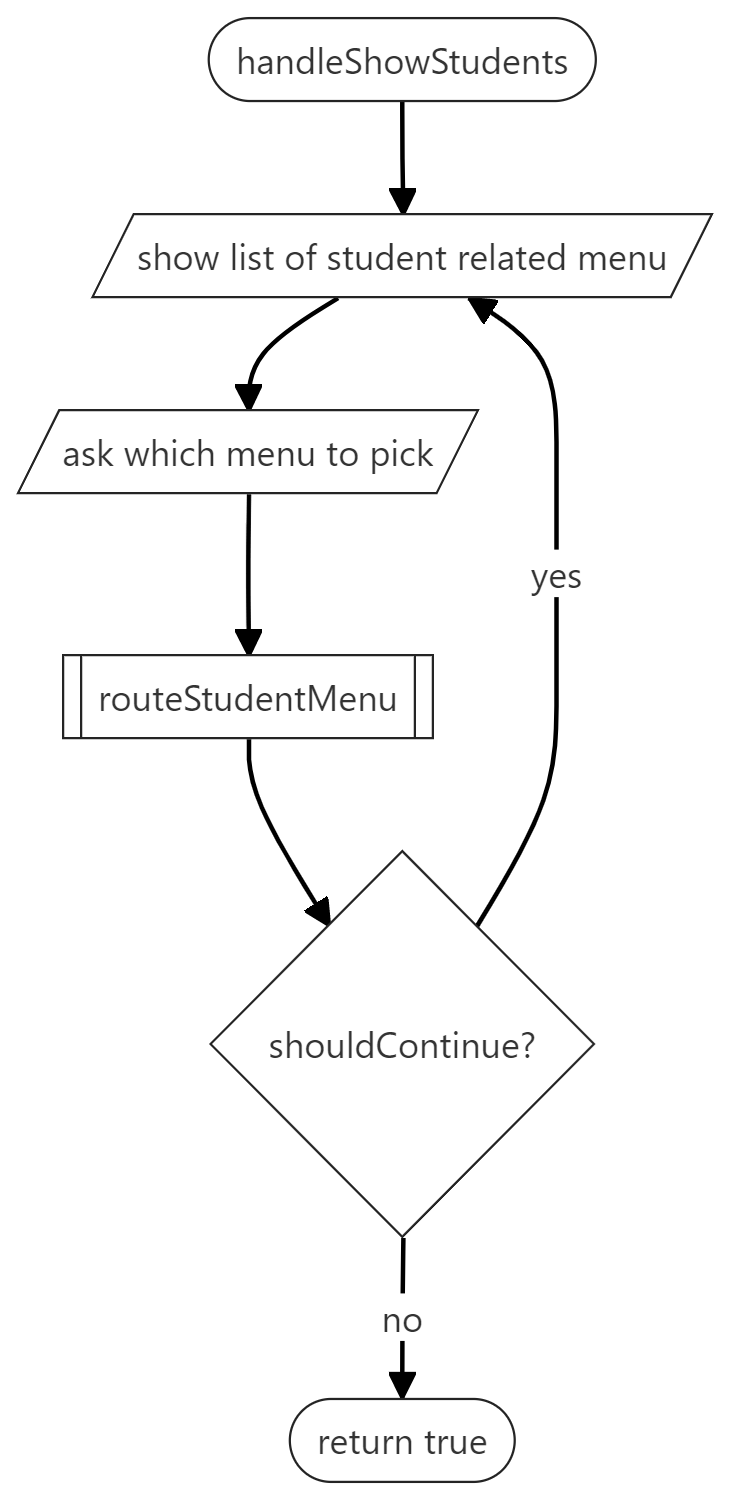 handleShowStudents
show list of student related menu
ask which menu to pick
yes
routeStudentMenu
shouldContinue?
no
return true